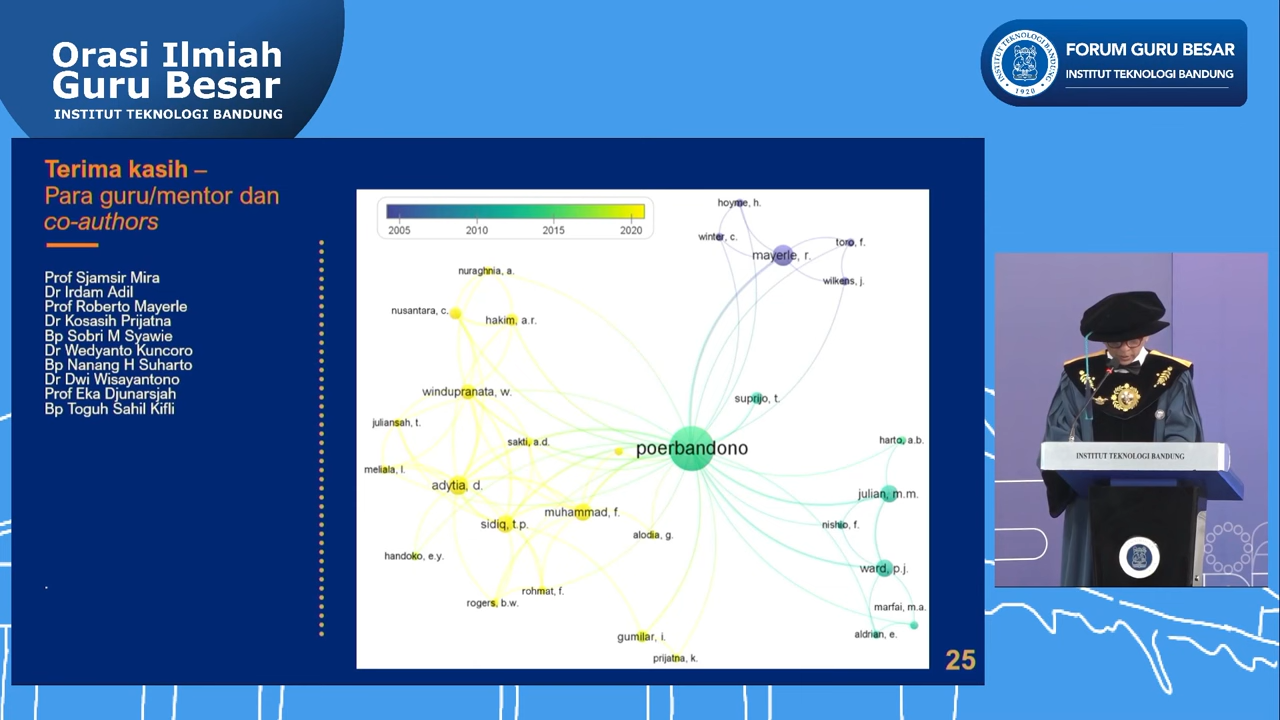 Orasi Ilmiah
Guru Besar
INSTITUT TEKNOLOGI BANDUNG
INSTITUT TEKNOLOGI BANDUNG
1920
FORUM GURU BESAR
INSTITUT TEKNOLOGI BANDUNG
Terima kasih –
Para guru/mentor dan
co-authors
Prof Sjamsir Mira
Dr Irdam Adil
Prof Roberto Mayerle
Dr Kosasih Prijatna
Bp Sobri M Syawie
Dr Wedyanto Kuncoro
Bp Nanang H Suharto
Dr Dwi Wisayantono
Prof Eka Djunarsjah
Bp Toguh Sahil Kifli
.
2005 2010 2015 2020
hoyme, h.
winter, c.
toro, f.
mayerle, r.
wilkens, j.
nuraghnia, a.
nusantara, c.
hakim, a.r.
windupranata, w.
suprijo, t.
juliansah, t.
sakti, a.d.
poerbandono
harto, a.b.
meliala, l.
adytia, d.
julian, m.m.
muhammad, f.
sidiq, t.p.
nishio, f.
alodia, g.
handoko, e.y.
ward, p.j.
rohmat, f.
rogers, b.w.
marfai, m.a.
gumilar, i.
aldrian, e.
prijatna, k.
25
INSTITUT TEKNOLOGI BANDUNG